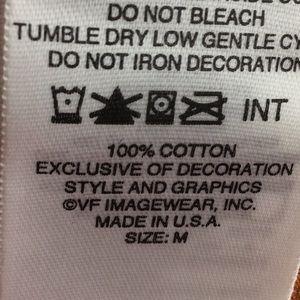 DO NOT BLEACH
TUMBLE DRY LOW GENTLE CY
DO NOT IRON DECORATION
INT
100% COTTON
EXCLUSIVE OF DECORATION
STYLE AND GRAPHICS
©VF IMAGEWEAR, INC.
MADE IN U.S.A.
SIZE: M